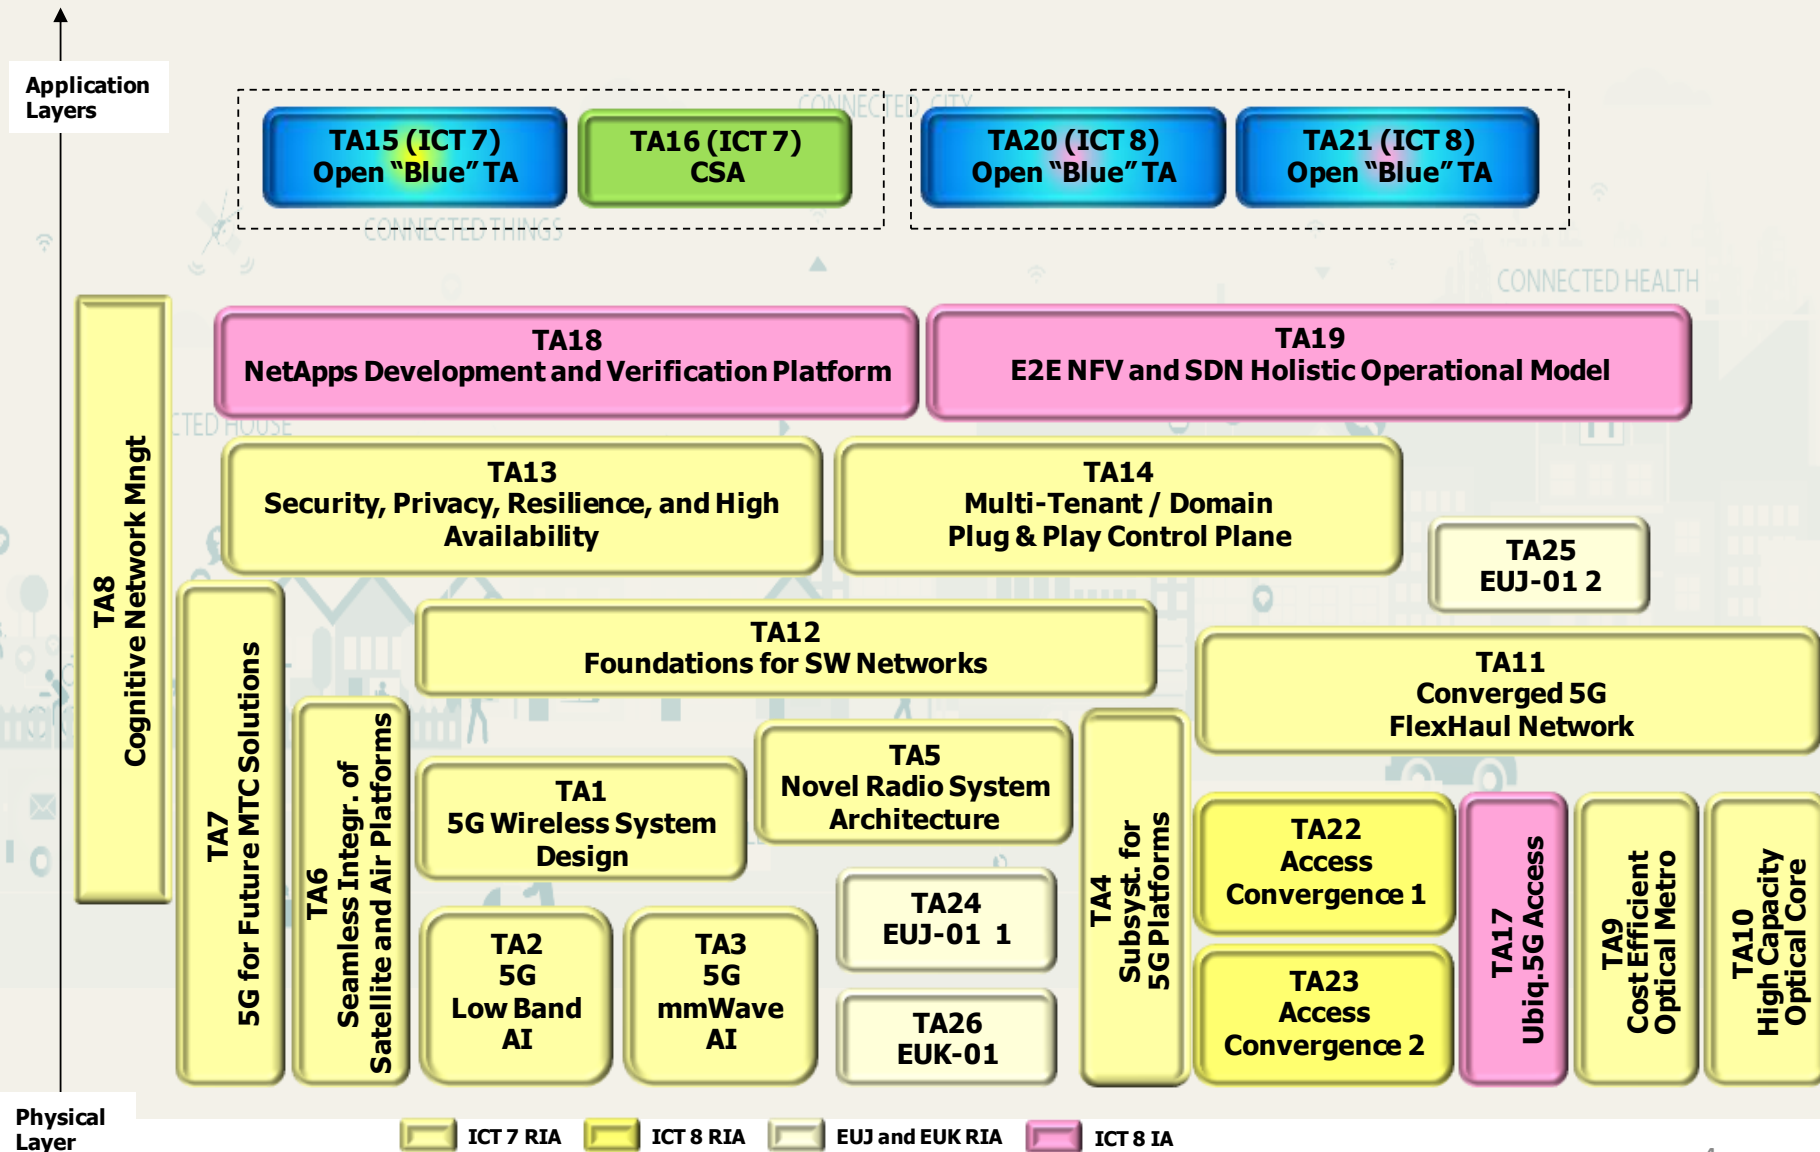 Application
Layers
CONNECTED CITY
TA15 (ICT 7)
Open “Blue” TA
TA16 (ICT 7)
CSA
TA20 (ICT 8)
Open “Blue” TA
TA21 (ICT 8)
Open “Blue” TA
CONNECTED THINGS
CONNECTED HEALTH
TA18
NetApps Development and Verification Platform
TA19
E2E NFV and SDN Holistic Operational Model
CTED HOUSE
TA8
Cognitive Network Mngt
TA13
Security, Privacy, Resilience, and High
Availability
TA14
Multi-Tenant / Domain
Plug & Play Control Plane
TA25
EUJ-01 2
TA7
5G for Future MTC Solutions
TA12
Foundations for SW Networks
TA11
Converged 5G
FlexHaul Network
TA6
Seamless Integr. of
Satellite and Air Platforms
TA1
5G Wireless System
Design
TA5
Novel Radio System
Architecture
TA4
Subsyst. for
5G Platforms
TA22
Access
Convergence 1
TA17
Ubiq.5G Access
TA9
Cost Efficient
Optical Metro
TA10
High Capacity
Optical Core
TA2
5G
Low Band
AI
TA3
5G
mmWave
AI
TA24
EUJ-01 1
TA26
EUK-01
TA23
Access
Convergence 2
Physical
Layer
ICT 7 RIA
ICT 8 RIA
EUJ and EUK RIA
ICT 8 IA